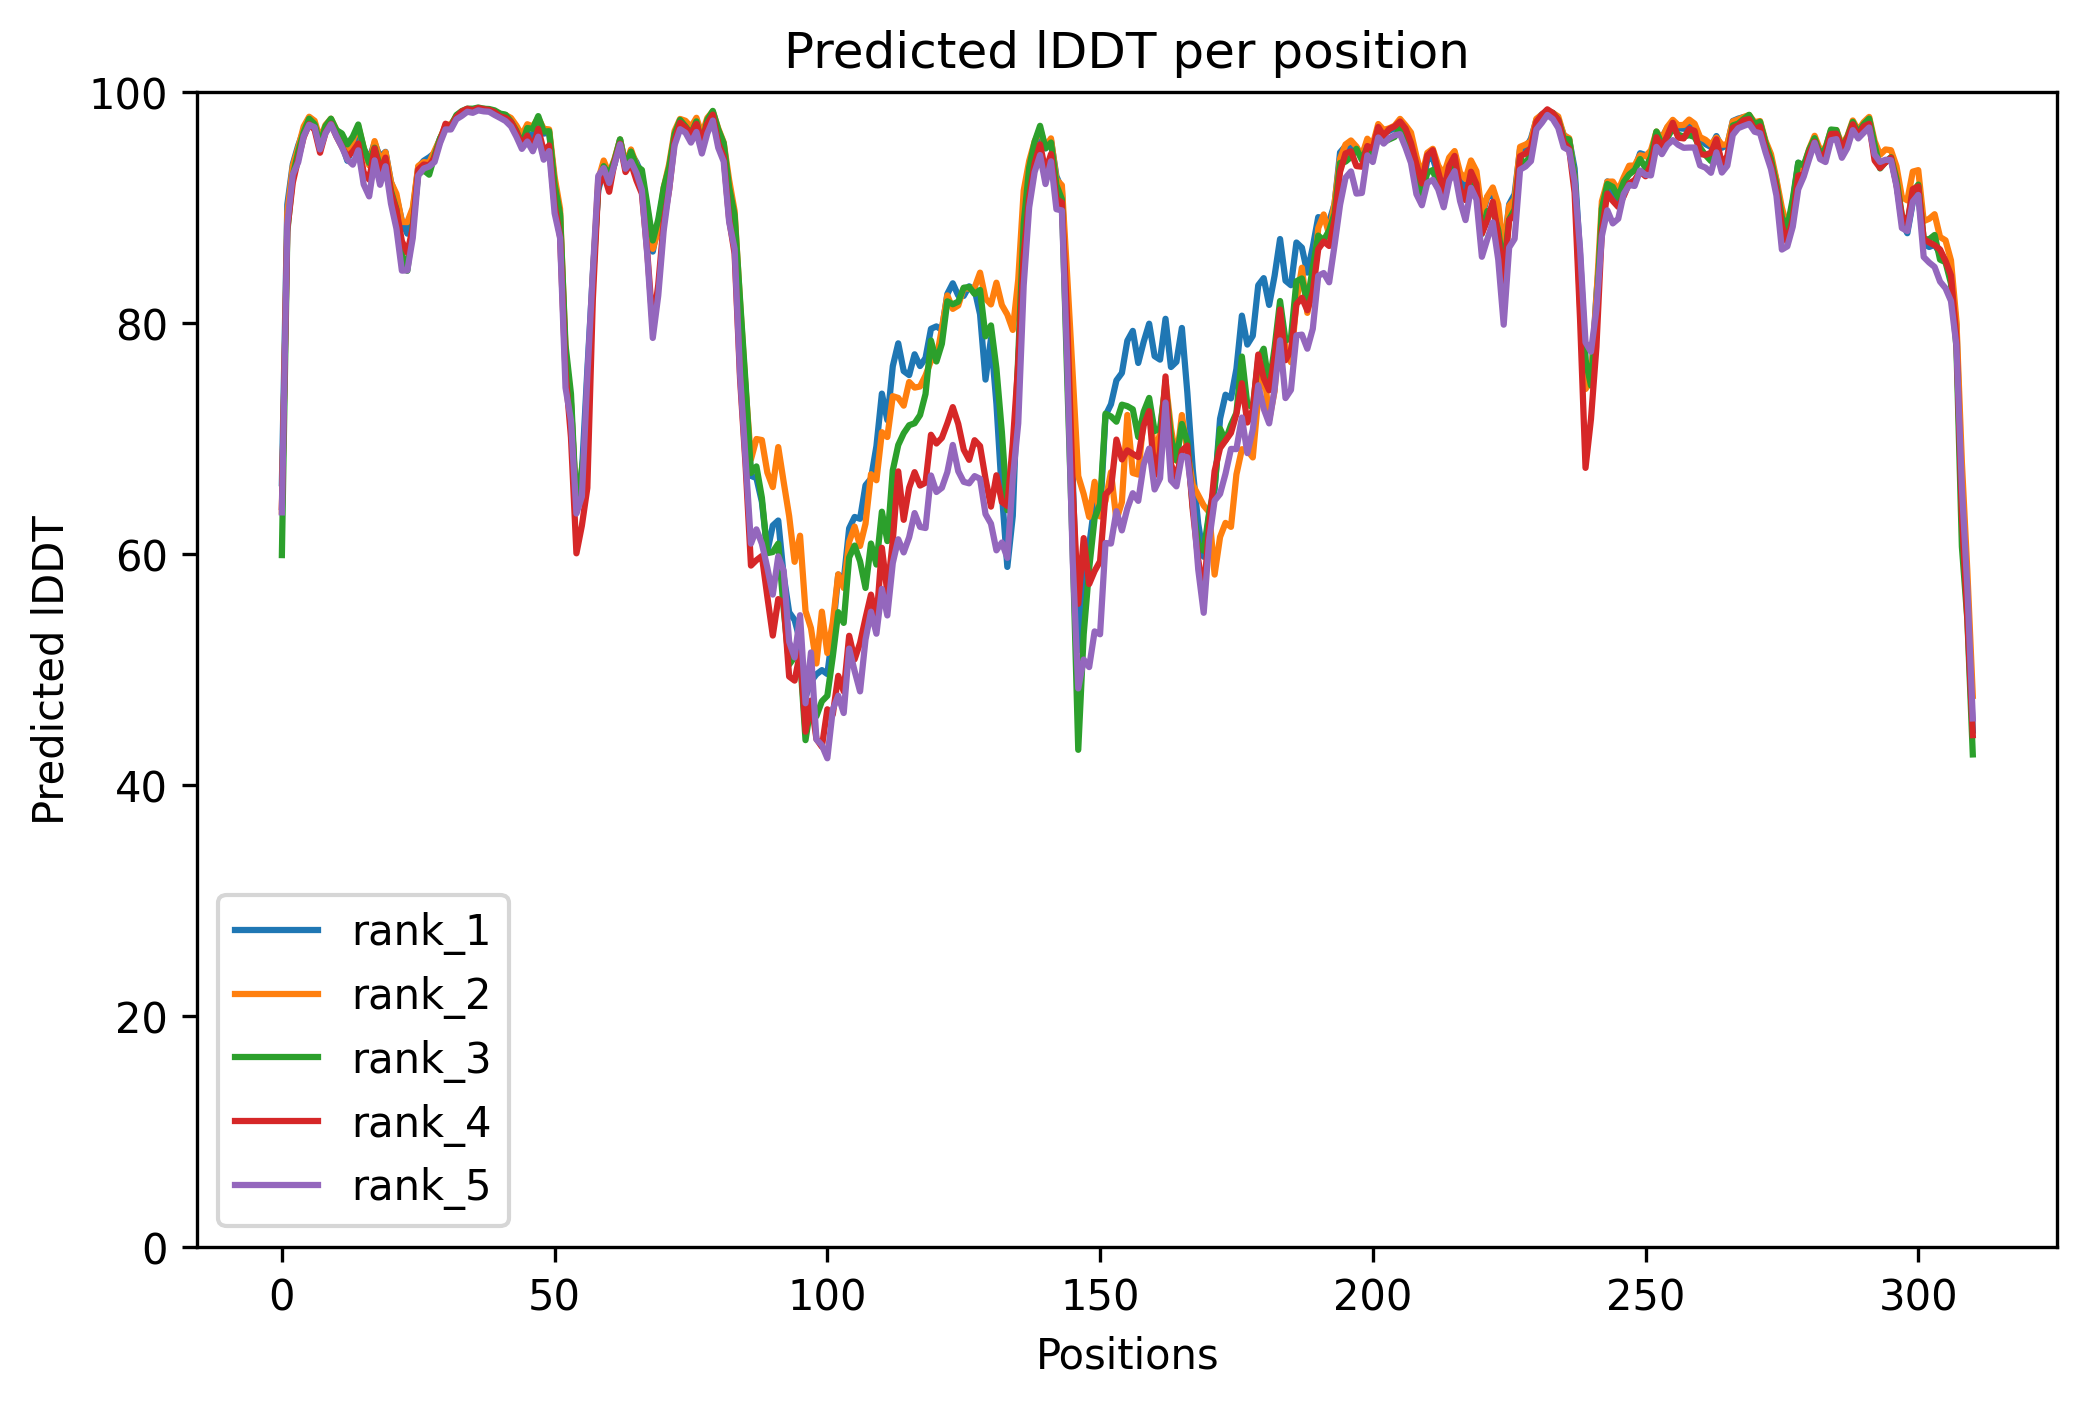 Predicted lDDT per position
Predicted lDDT
100
80
60
40
20
0
rank_1
rank_2
rank_3
rank_4
rank_5
0 50 100 150 200 250 300
Positions